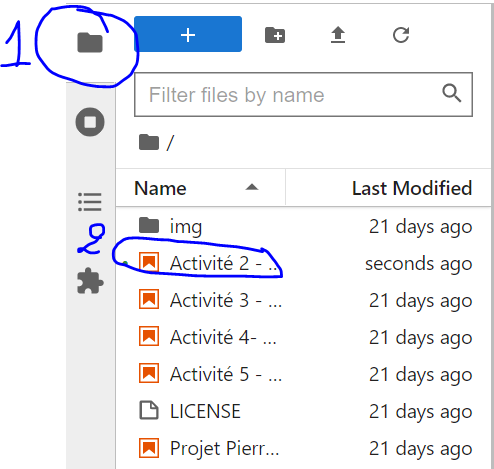 1
+
Filter files by name
/
Name Last Modified
img 21 days ago
2
Activité 2 - ... seconds ago
Activité 3 - ... 21 days ago
Activité 4- ... 21 days ago
Activité 5 - ... 21 days ago
LICENSE 21 days ago
Projet Pierr... 21 days ago